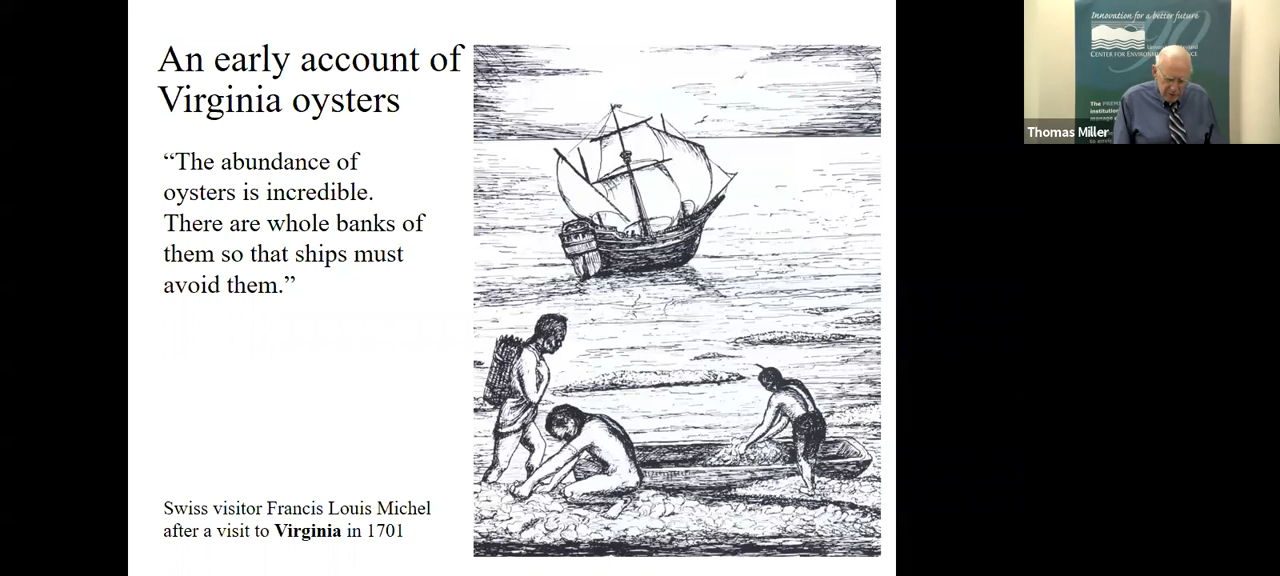 An early account of
Virginia oysters
“The abundance of
oysters is incredible.
There are whole banks of
them so that ships must
avoid them.”
Swiss visitor Francis Louis Michel
after a visit to Virginia in 1701
Innovation for a better future
CENTER FOR
The
Thomas Miller